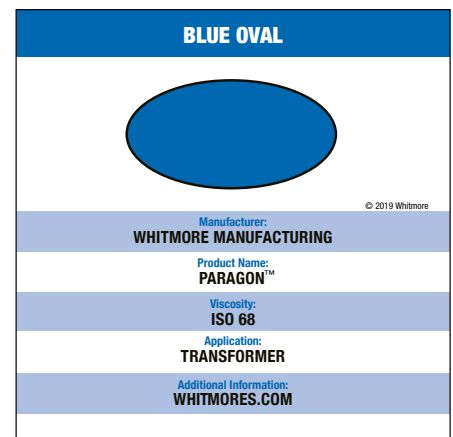 BLUE OVAL
© 2019 Whitmore
Manufacturer:
WHITMORE MANUFACTURING
Product Name:
PARAGON™
Viscosity:
ISO 68
Application:
TRANSFORMER
Additional Information:
WHITMORES.COM